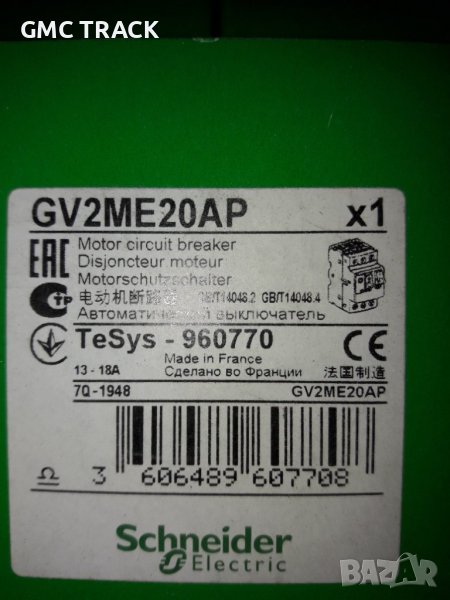 GMC TRACK
GV2ME20AP x1
EAC Motor circuit breaker
Disjoncteur moteur
Motorschutzschalter
电动机断路器 GB/T14048.2 GB/T14048.4
Автоматический выключатель
TeSys - 960770 CE
Made in France
13 - 18A Сделано во Франции 法国制造
7Q-1948 GV2ME20AP
3 606489 607708
Schneider
Electric
BAZAR